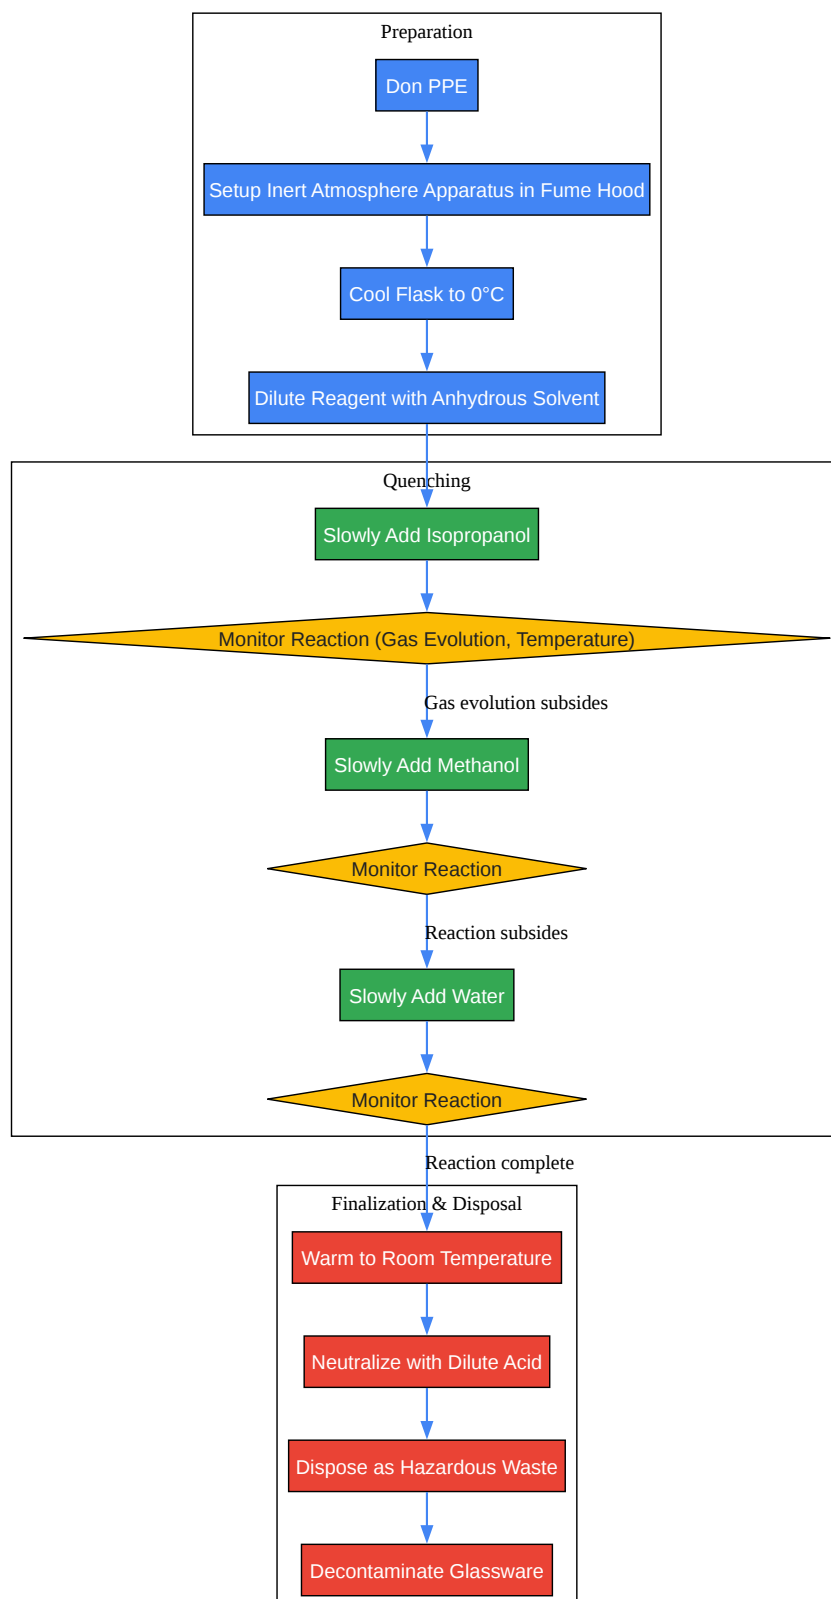 Preparation
Don PPE
Setup Inert Atmosphere Apparatus in Fume Hood
Cool Flask to 0°C
Dilute Reagent with Anhydrous Solvent
Quenching
Slowly Add Isopropanol
Monitor Reaction (Gas Evolution, Temperature)
Gas evolution subsides
Slowly Add Methanol
Monitor Reaction
Reaction subsides
Slowly Add Water
Monitor Reaction
Reaction complete
Finalization & Disposal
Warm to Room Temperature
Neutralize with Dilute Acid
Dispose as Hazardous Waste
Decontaminate Glassware